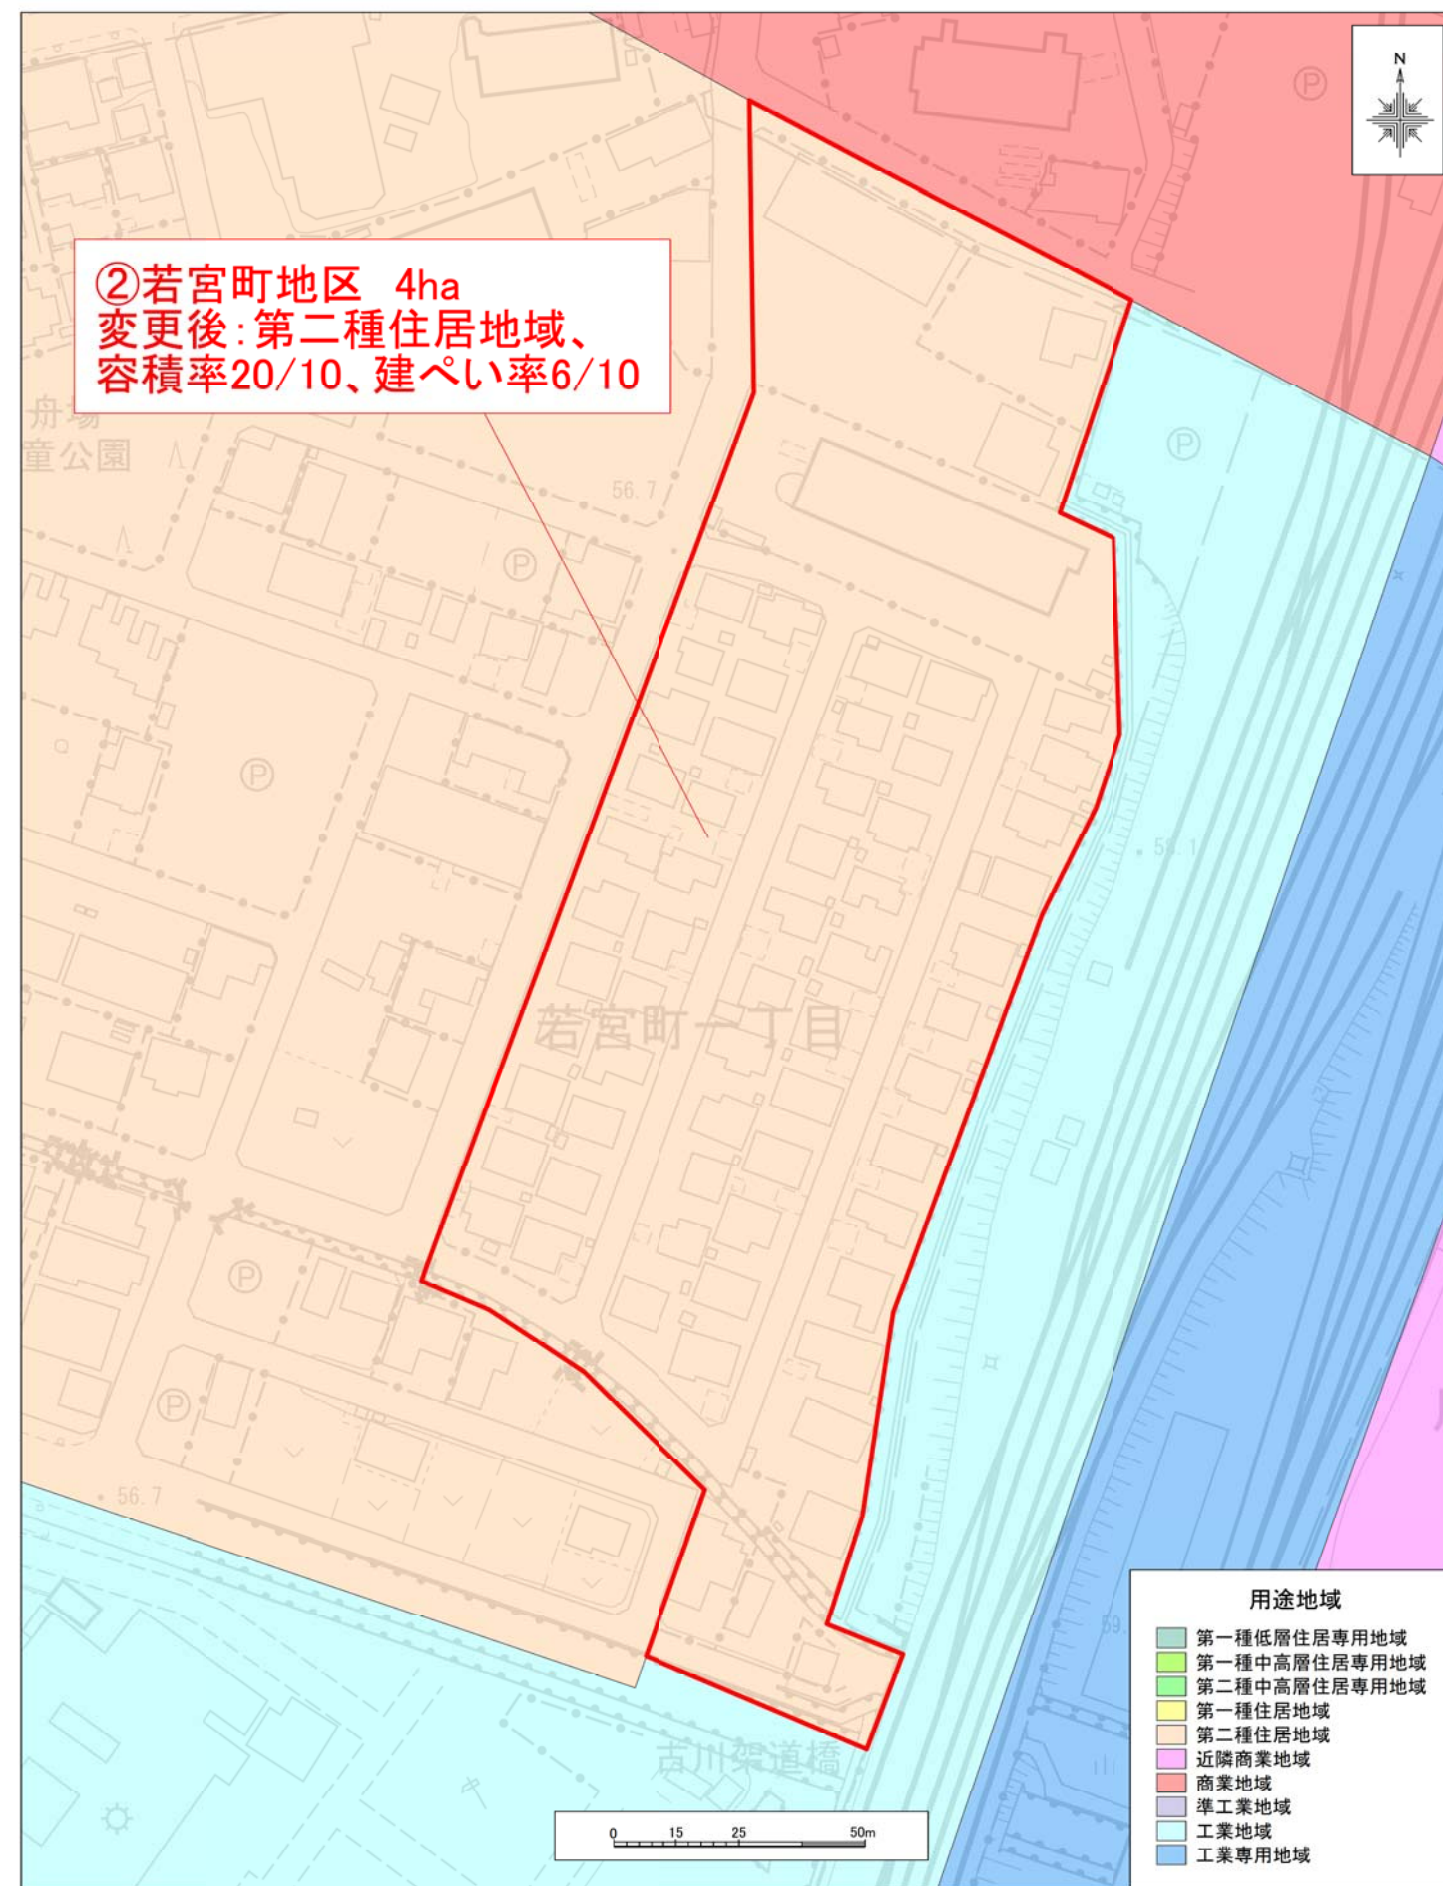 N
②若宮町地区 4ha
変更後:第二種住居地域、
容積率20/10、建ぺい率6/10
舟場
童公園
56.7
P
P
P
P
58.1
若宮町一丁目
P
P
56.7
古川架道橋
59.
山
0 15 25 50m
用途地域
第一種低層住居専用地域
第一種中高層住居専用地域
第二種中高層住居専用地域
第一種住居地域
第二種住居地域
近隣商業地域
商業地域
準工業地域
工業地域
工業専用地域